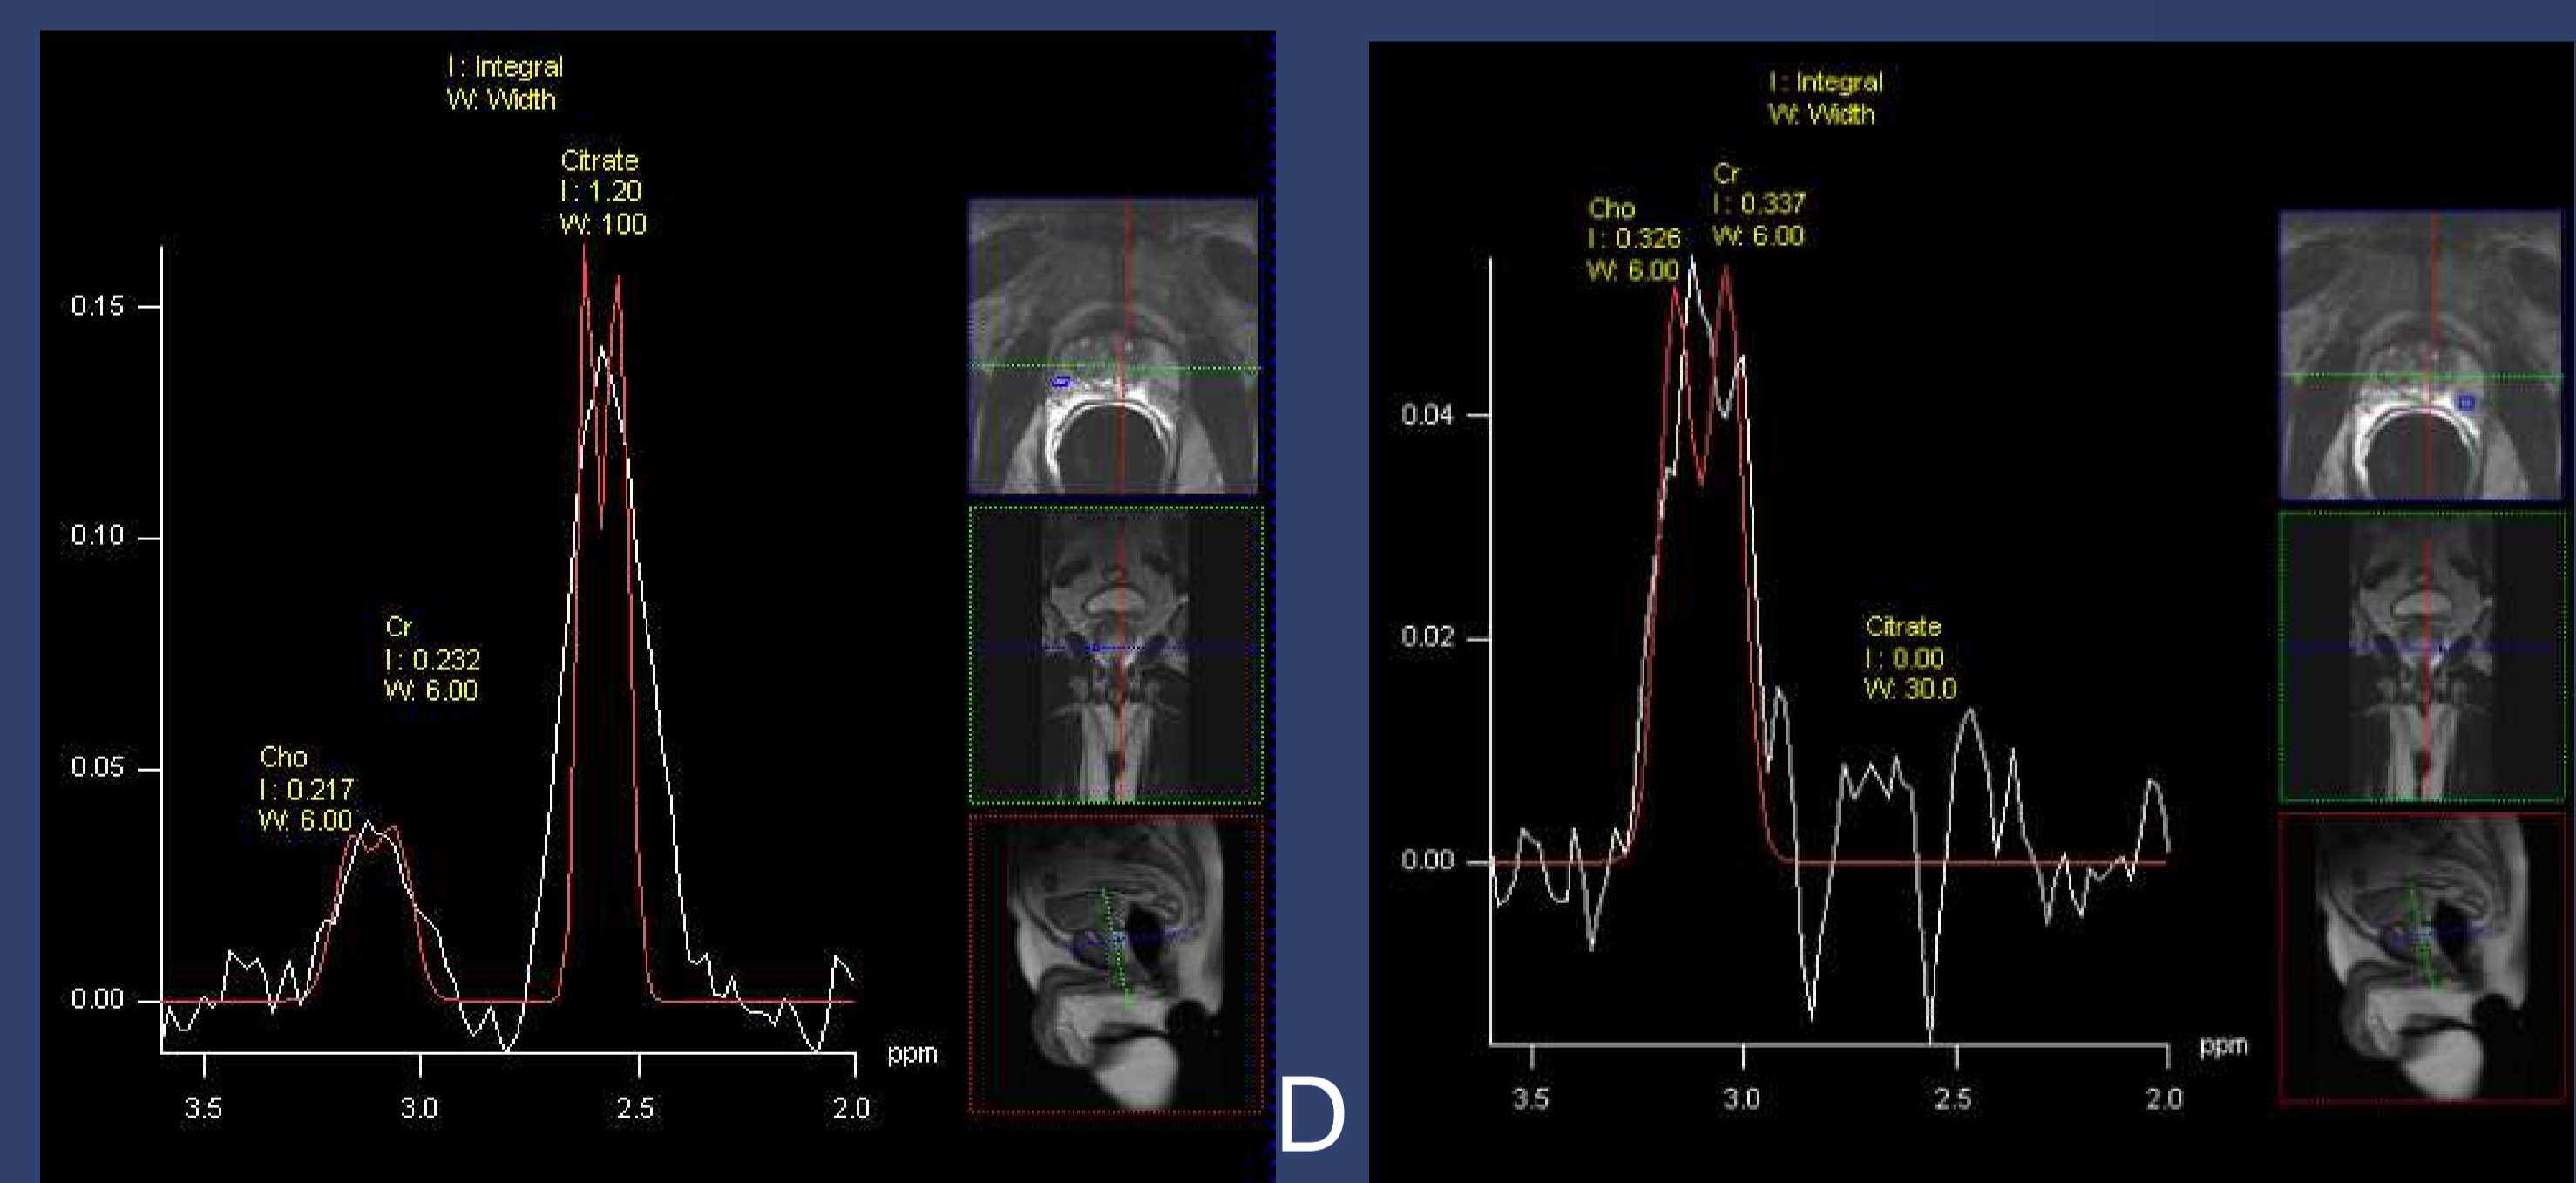 I : Integral
W: Width
Citrate
I : 1.20
W: 100
0.15
0.10
Cr
I : 0.232
W: 6.00
0.05
Cho
I : 0.217
W: 6.00
0.00
ppm
3.5
3.0
2.5
2.0
D
I : Integral
W: Width
Cr
I : 0.337
W: 6.00
Cho
I : 0.326
W: 6.00
0.04
0.02
Citrate
I : 0.00
W: 30.0
0.00
ppm
3.5
3.0
2.5
2.0